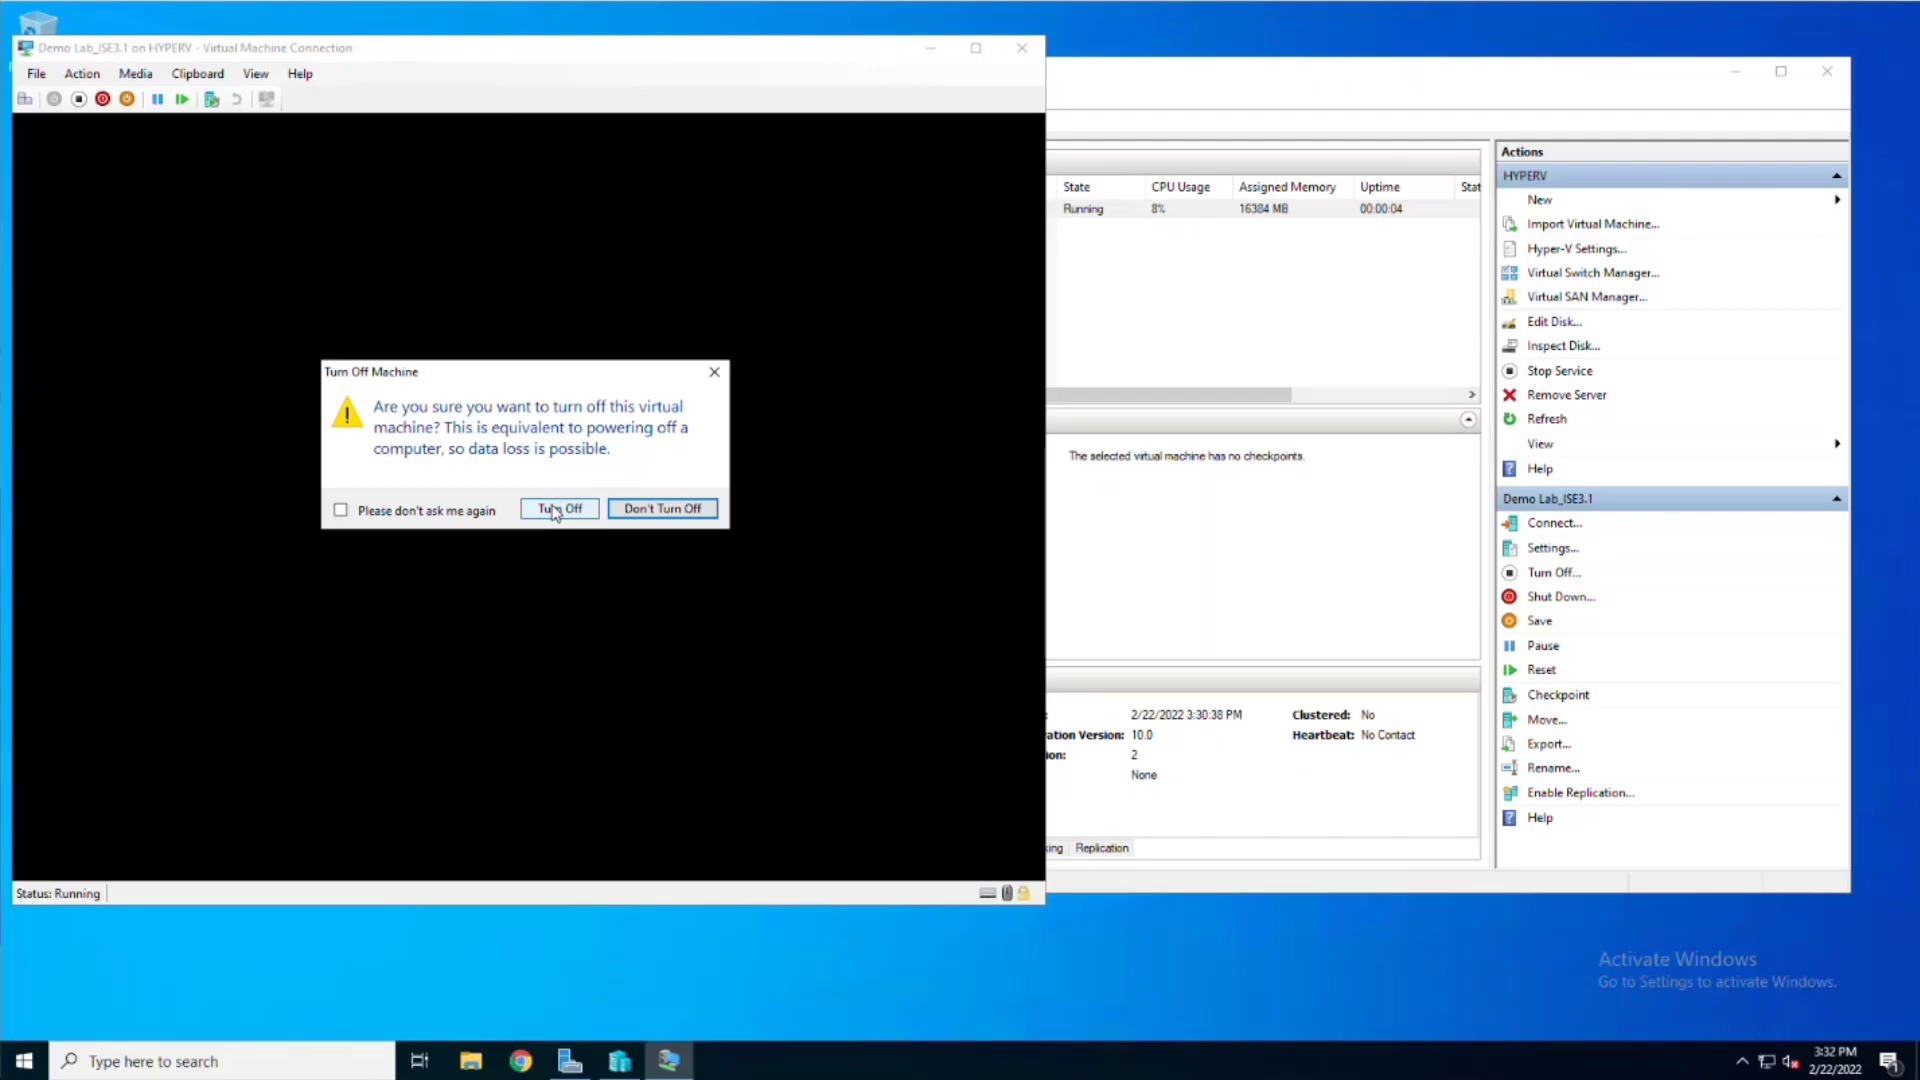 Demo Lab_ISE3.1 on HYPERV - Virtual Machine Connection
File Action Media Clipboard View Help
Turn Off Machine
Are you sure you want to turn off this virtual
machine? This is equivalent to powering off a
computer, so data loss is possible.
Please don't ask me again
Turn Off
Don't Turn Off
Status: Running
State CPU Usage Assigned Memory Uptime Stat
Running 8% 16384 MB 00:00:04
The selected virtual machine has no checkpoints.
2/22/2022 3:30:38 PM Clustered: No
ation Version: 10.0 Heartbeat: No Contact
ion: 2
None
king Replication
Actions
HYPERV
New
Import Virtual Machine...
Hyper-V Settings...
Virtual Switch Manager...
Virtual SAN Manager...
Edit Disk...
Inspect Disk...
Stop Service
Remove Server
Refresh
View
Help
Demo Lab_ISE3.1
Connect...
Settings...
Turn Off...
Shut Down...
Save
Pause
Reset
Checkpoint
Move...
Export...
Rename...
Enable Replication...
Help
Activate Windows
Go to Settings to activate Windows.
Type here to search
3:32 PM
2/22/2022
1